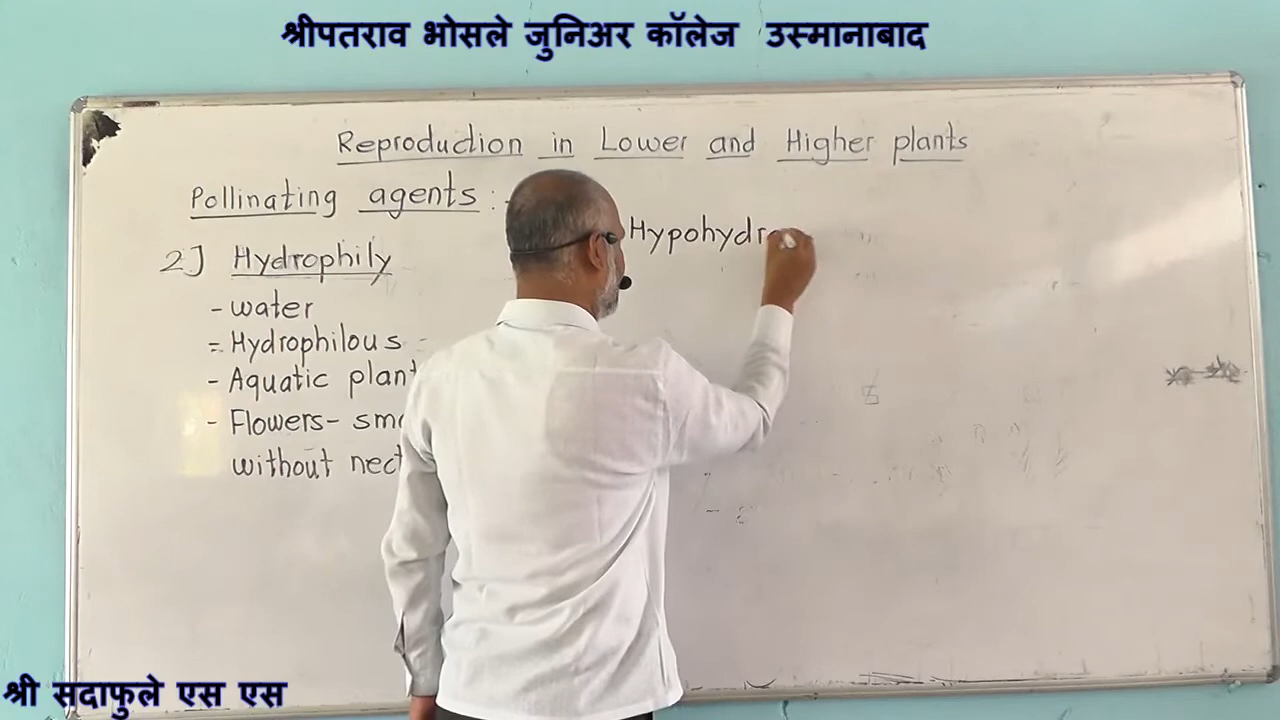 श्रीपतराव भोसले जुनिअर कॉलेज उस्मानाबाद
Reproduction in Lower and Higher plants
Pollinating agents :-
2] Hydrophily
- water
= Hydrophilous -
- Aquatic plant
- Flowers- sm
without nect
Hypohydr
श्री सदाफुले एस एस